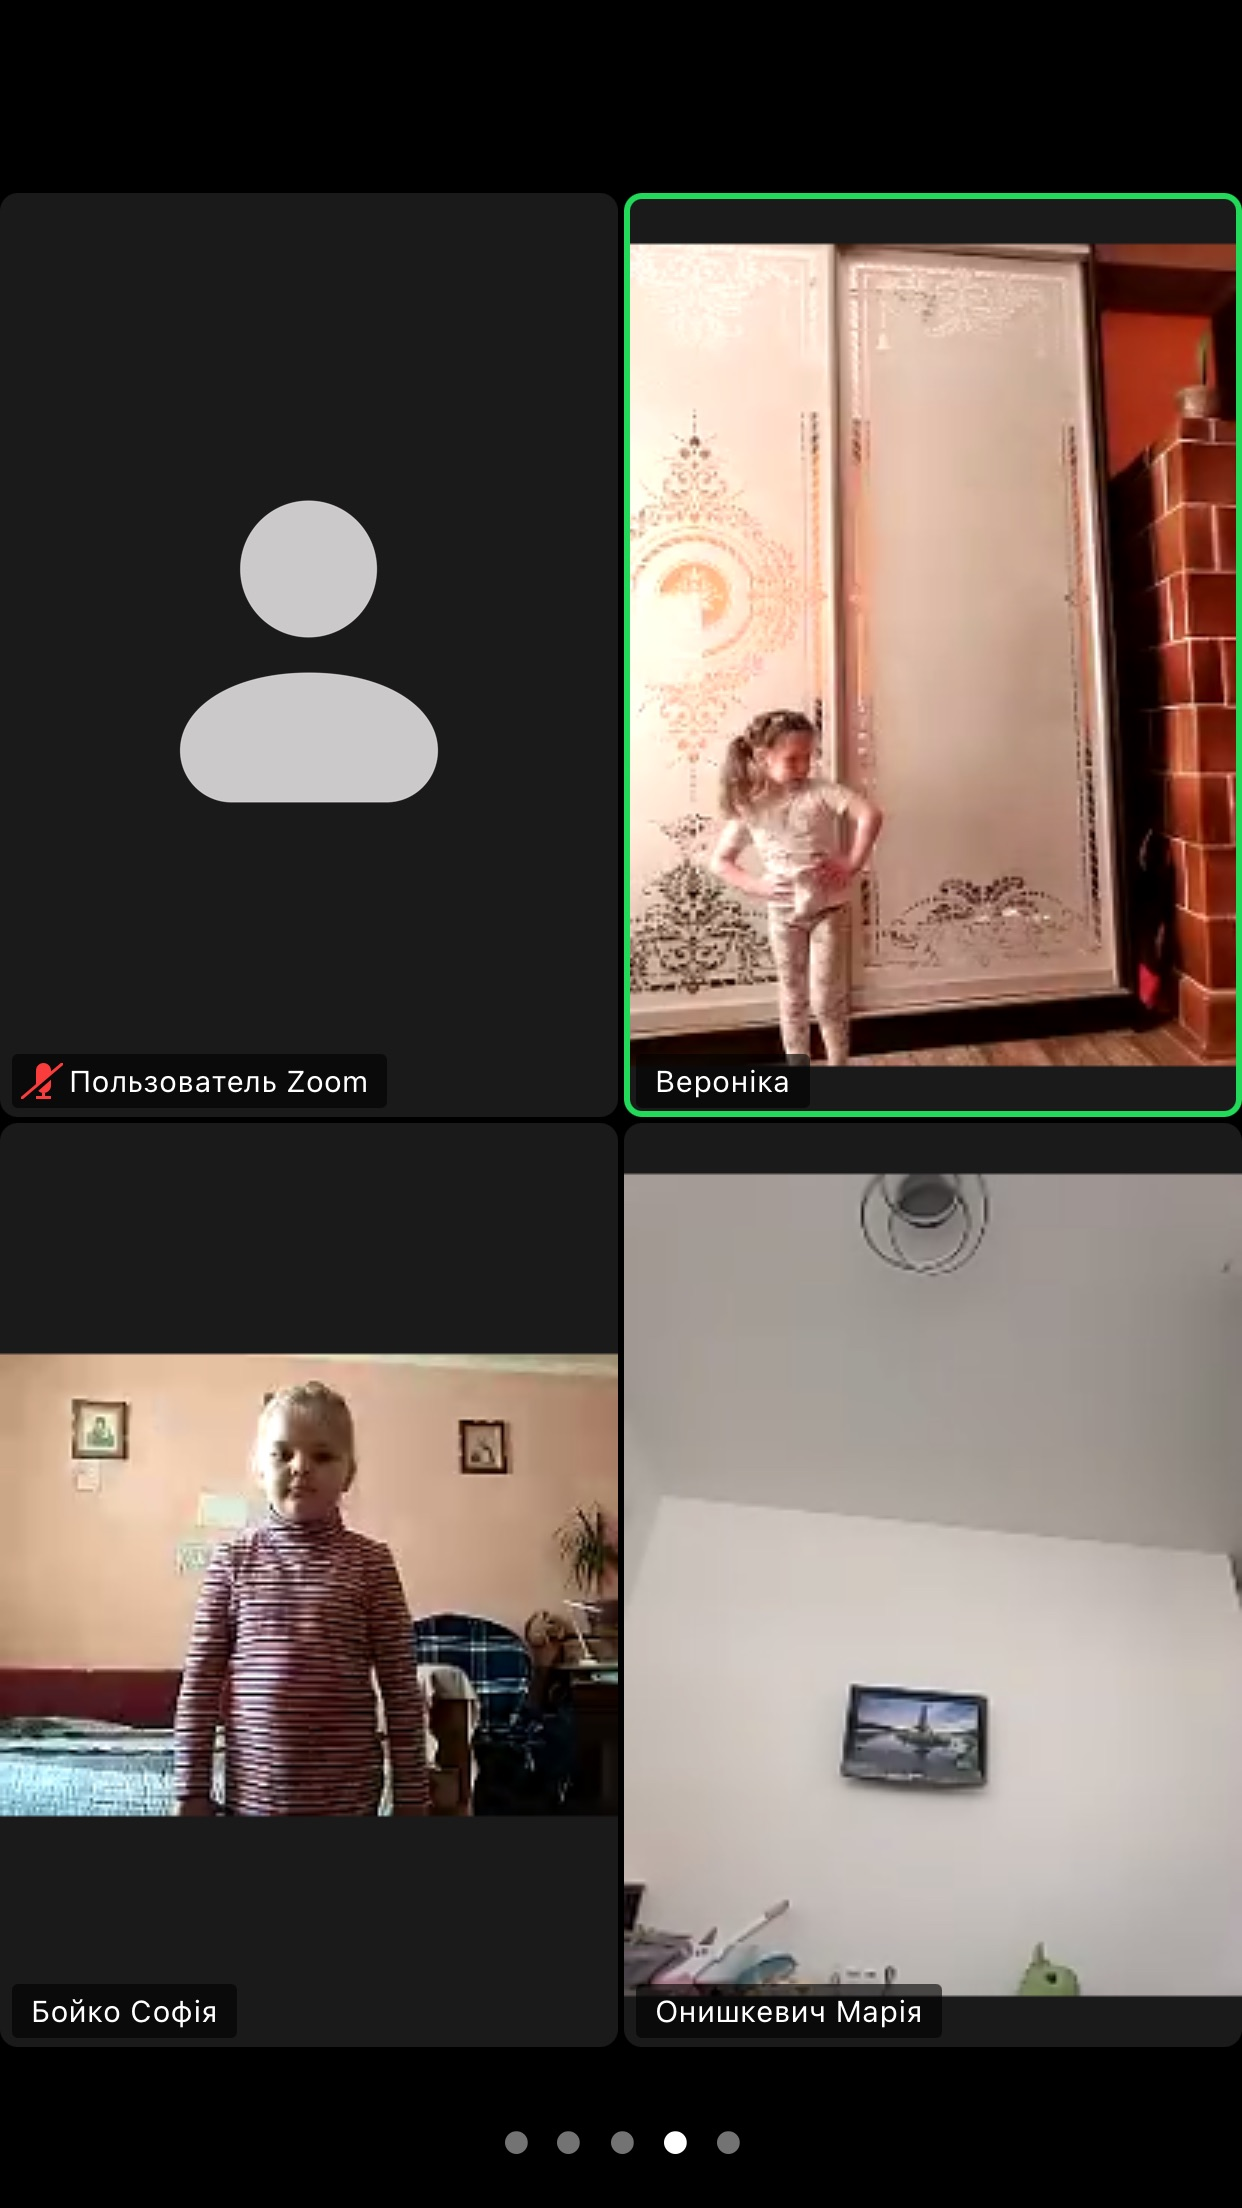 Пользователь Zoom
Вероніка
Бойко Софія
Онишкевич Марія